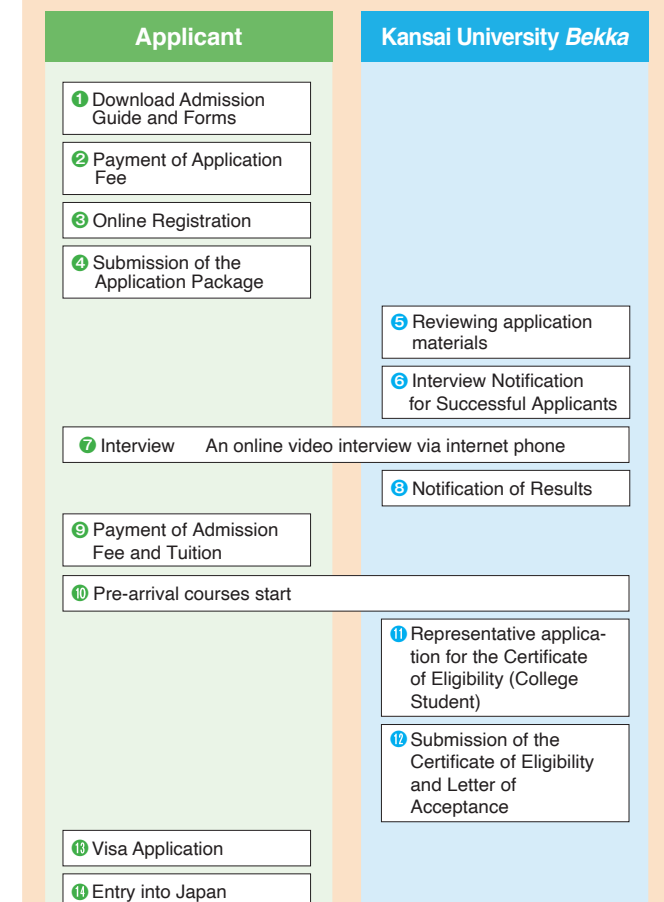 Applicant
Kansai University Bekka
❶ Download Admission
Guide and Forms
❷ Payment of Application
Fee
❸ Online Registration
❹ Submission of the
Application Package
❺ Reviewing application
materials
❻ Interview Notification
for Successful Applicants
❼ Interview An online video interview via internet phone
❽ Notification of Results
❾ Payment of Admission
Fee and Tuition
❿ Pre-arrival courses start
⓫ Representative applica-
tion for the Certificate
of Eligibility (College
Student)
⓬ Submission of the
Certificate of Eligibility
and Letter of
Acceptance
⓭ Visa Application
⓮ Entry into Japan